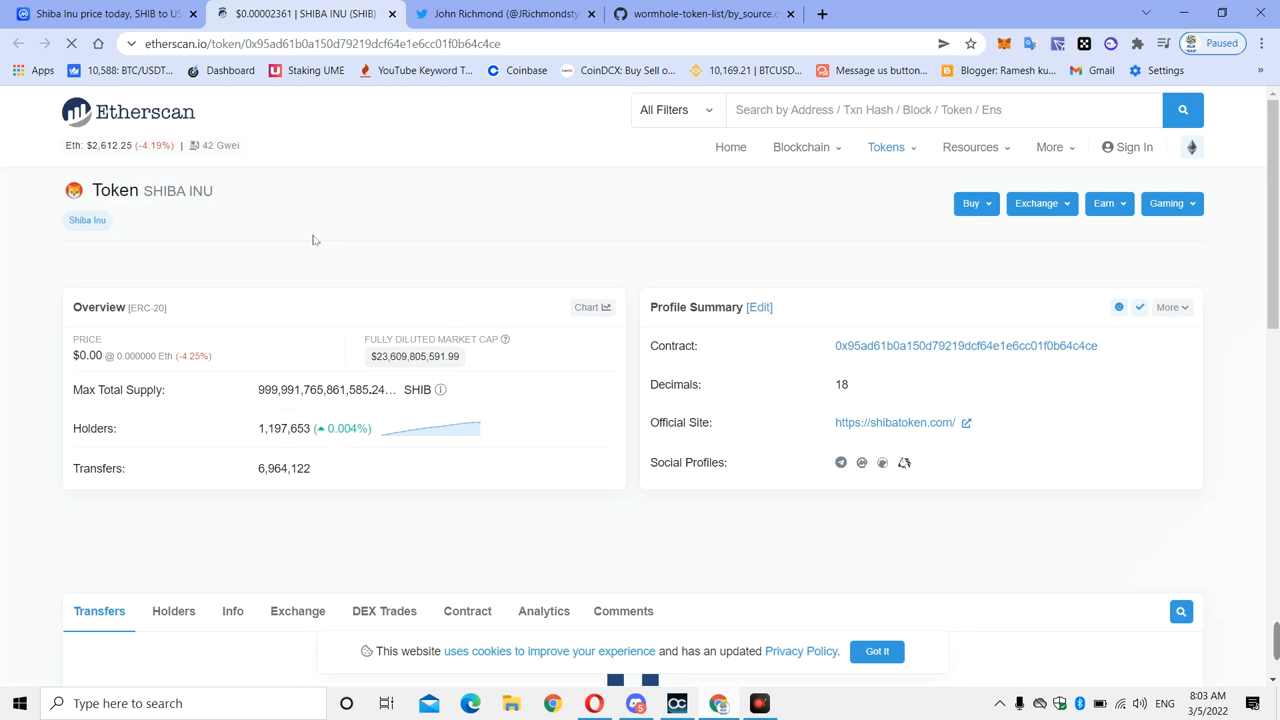 SHIBA INU to US
$0.00002361 | SHIBA INU (SHIB)
John Richmond (@JRichmondsh
wormhole-token-list/by_source.c
etherscan.io/token/0x95ad61b0a150d79219dcf64e1e6cc01f0b64c4ce
Paused
Apps
10,588: BTC/USDT...
Dashboard
Staking UME
YouTube Keyword T...
Coinbase
CoinDCX: Buy Sel o...
10,169.21 | BTCUSD...
Message us button...
Blogger: Ramesh ku...
Gmail
Settings
Etherscan
All Filters
Search by Address / Txn Hash / Block / Token / Ens
Eth: $2,612.25 (-4.19%) | 42 Gwei
Home
Blockchain
Tokens
Resources
More
Sign In
Token SHIBA INU
Buy
Exchange
Earn
Gaming
Shiba Inu
Overview [ERC-20]
Chart
PRICE
$0.00 @ 0.000000 Eth (-4.25%)
FULLY DILUTED MARKET CAP
$23,609,805,591.99
Max Total Supply:
999,991,765,861,585.24... SHIB
Holders:
1,197,653 (0.004%)
Transfers:
6,964,122
Profile Summary [Edit]
More
Contract:
0x95ad61b0a150d79219dcf64e1e6cc01f0b64c4ce
Decimals:
18
Official Site:
https://shibatoken.com/
Social Profiles:
Transfers
Holders
Info
Exchange
DEX Trades
Contract
Analytics
Comments
This website uses cookies to improve your experience and has an updated Privacy Policy.
Got It
Type here to search
5
OC
ENG
8:03 AM
3/5/2022